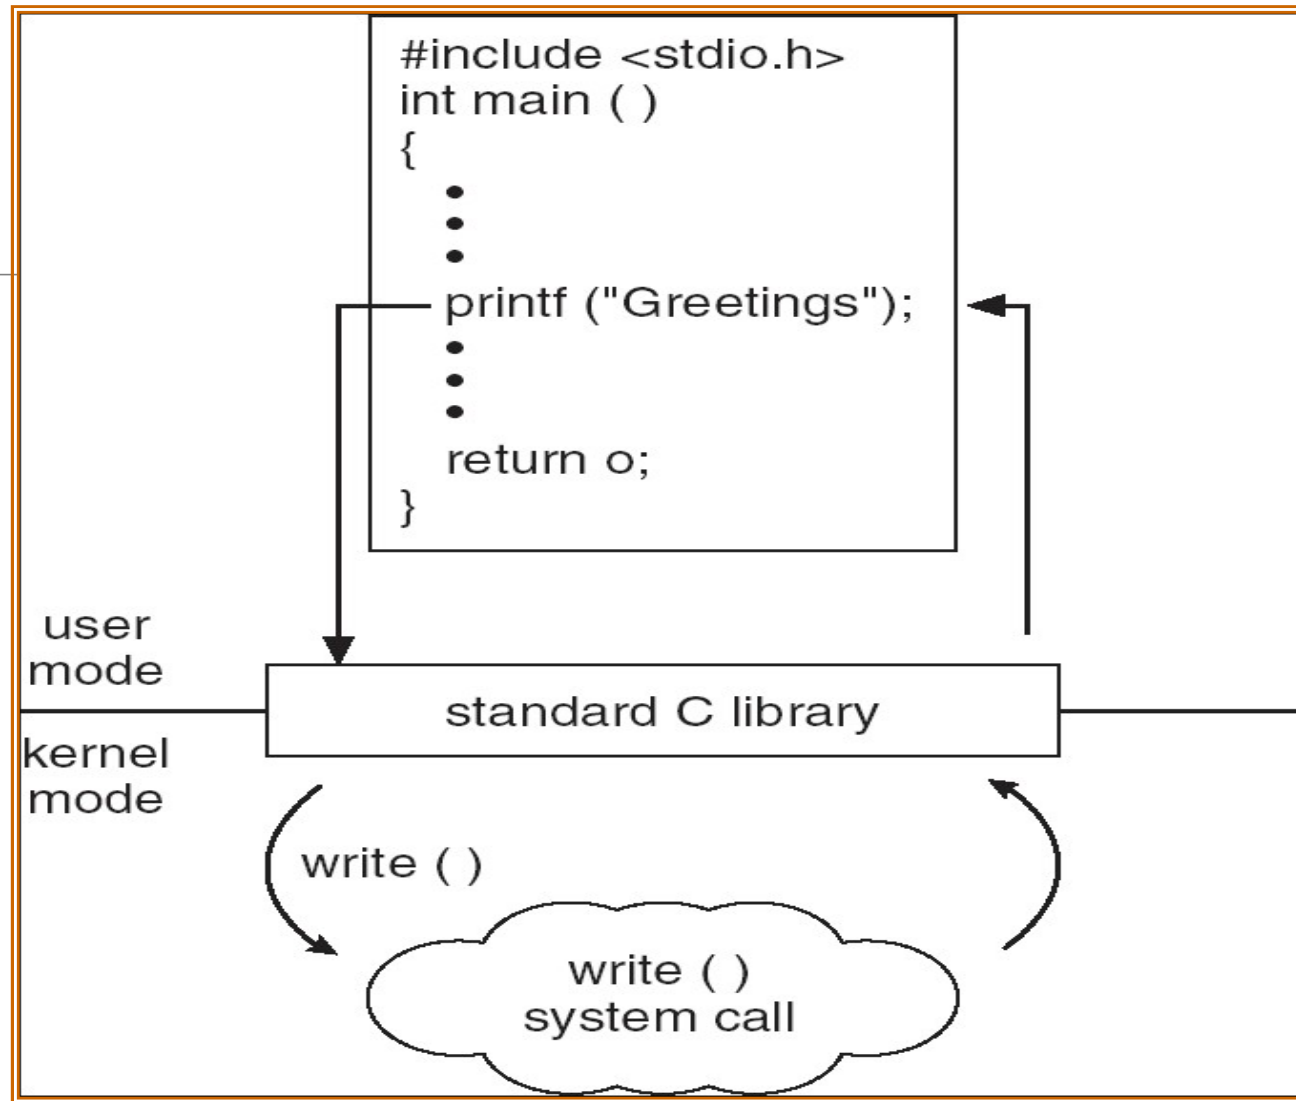 #include <stdio.h>
int main ( )
{
•
•
•
printf ("Greetings");
•
•
•
return o;
}
user
mode
standard C library
kernel
mode
write ( )
write ( )
system call